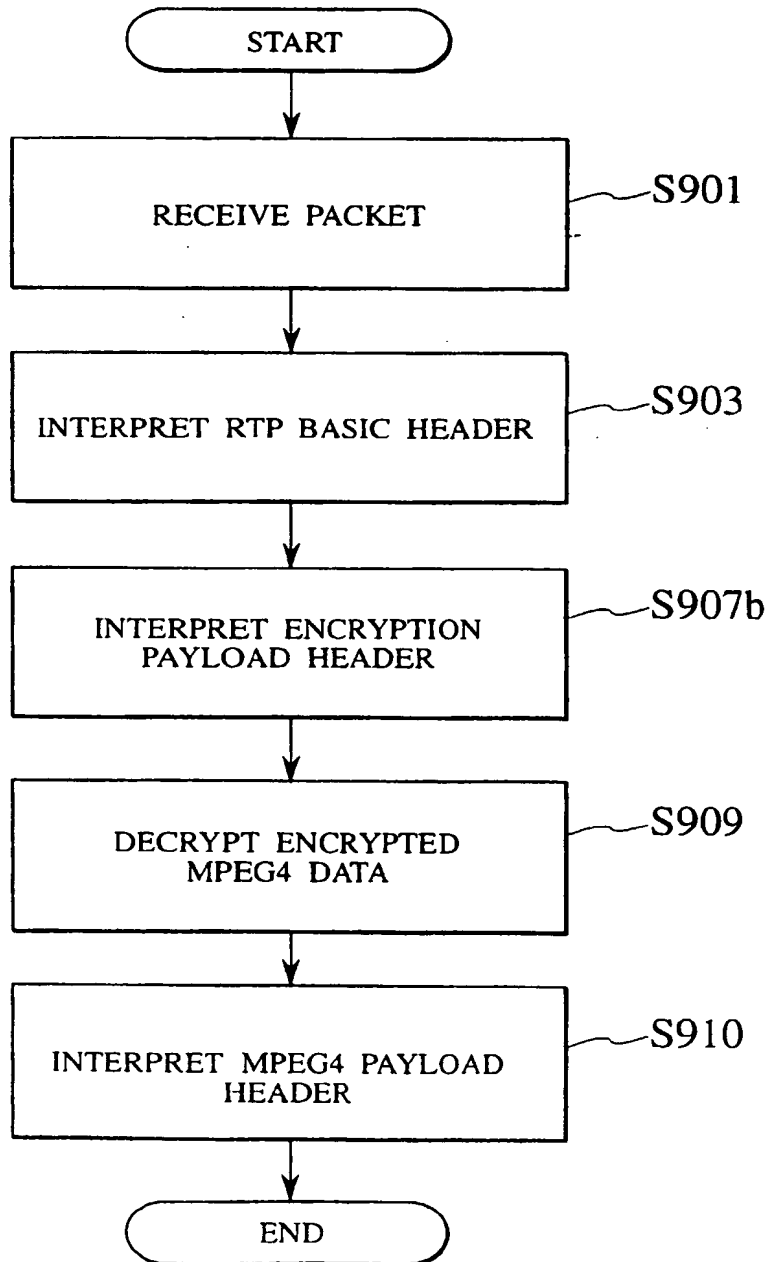 START
RECEIVE PACKET
S901
INTERPRET RTP BASIC HEADER
S903
INTERPRET ENCRYPTION
PAYLOAD HEADER
S907b
DECRYPT ENCRYPTED
MPEG4 DATA
S909
INTERPRET MPEG4 PAYLOAD
HEADER
S910
END